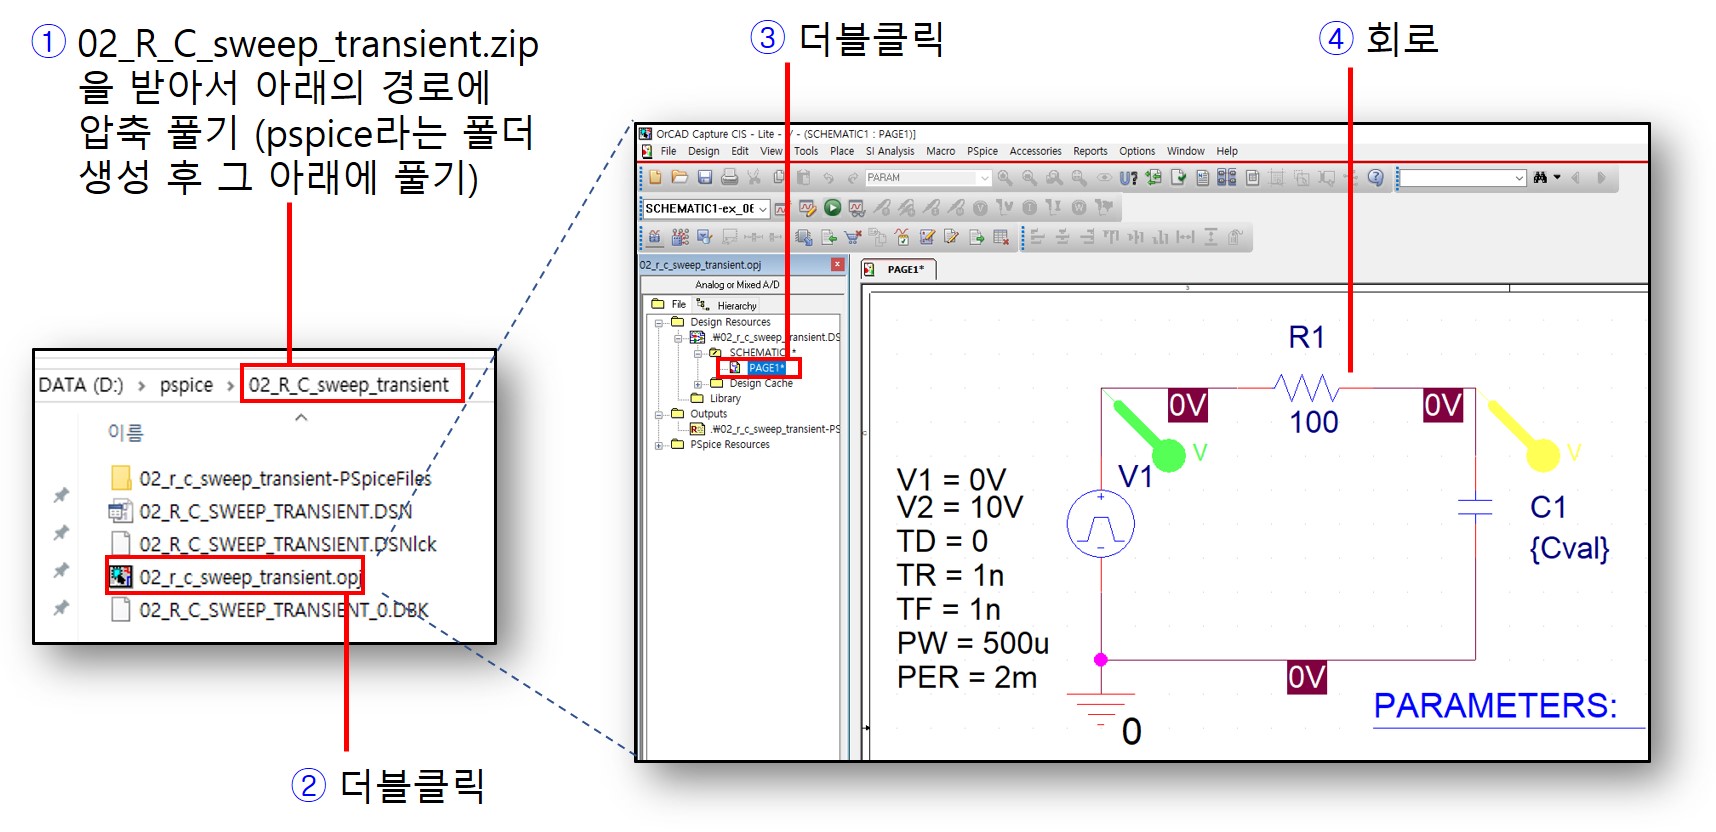 ① 02_R_C_sweep_transient.zip
을 받아서 아래의 경로에
압축 풀기 (pspice라는 폴더
생성 후 그 아래에 풀기)
DATA (D:) > pspice > 02_R_C_sweep_transient
이름
02_r_c_sweep_transient-PSpiceFiles
02_R_C_SWEEP_TRANSIENT.DSN
02_R_C_SWEEP_TRANSIENT.DSNlck
02_r_c_sweep_transient.opj
02_R_C_SWEEP_TRANSIENT_0.DBK
② 더블클릭
③ 더블클릭
④ 회로
OrCAD Capture CIS - Lite - / - (SCHEMATIC1 : PAGE1)]
File Design Edit View Tools Place SI Analysis Macro PSpice Accessories Reports Options Window Help
PARAM
U?
SCHEMATIC1-ex_06
02_r_c_sweep_transient.opj
Analog or Mixed A/D
File Hierarchy
Design Resources
.₩02_r_c_sweep_transient.DS
SCHEMATIC *
PAGE1*
Design Cache
Library
Outputs
.₩02_r_c_sweep_transient-PS
PSpice Resources
PAGE1*
3
R1
0V
100
0V
V
V
V1
V1 = 0V
V2 = 10V
TD = 0
TR = 1n
TF = 1n
PW = 500u
PER = 2m
C1
{Cval}
0V
0
PARAMETERS: